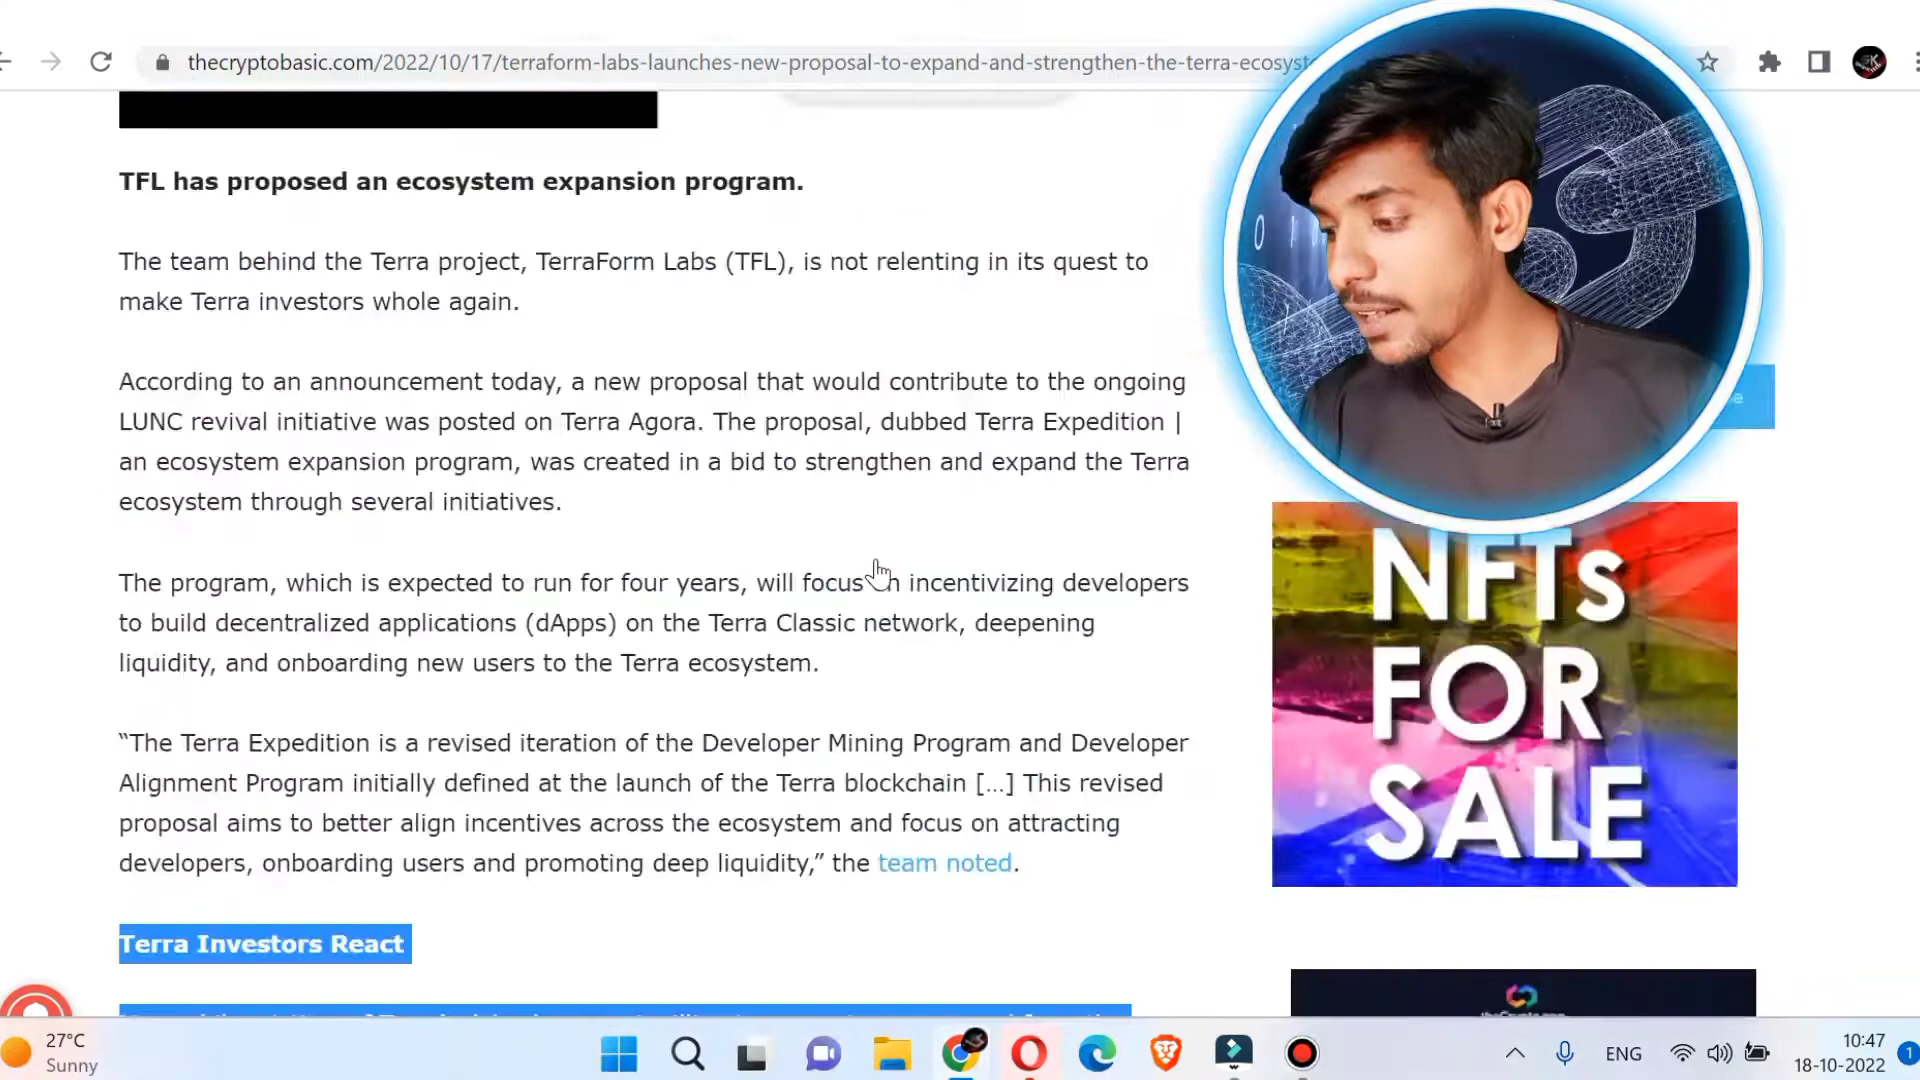 thecryptobasic.com/2022/10/17/terraform-labs-launches-new-proposal-to-expand-and-strengthen-the-terra-ecosyst
TFL has proposed an ecosystem expansion program.
The team behind the Terra project, TerraForm Labs (TFL), is not relenting in its quest to
make Terra investors whole again.
According to an announcement today, a new proposal that would contribute to the ongoing
LUNC revival initiative was posted on Terra Agora. The proposal, dubbed Terra Expedition |
an ecosystem expansion program, was created in a bid to strengthen and expand the Terra
ecosystem through several initiatives.
The program, which is expected to run for four years, will focus incentivizing developers
to build decentralized applications (dApps) on the Terra Classic network, deepening
liquidity, and onboarding new users to the Terra ecosystem.
“The Terra Expedition is a revised iteration of the Developer Mining Program and Developer
Alignment Program initially defined at the launch of the Terra blockchain […] This revised
proposal aims to better align incentives across the ecosystem and focus on attracting
developers, onboarding users and promoting deep liquidity,” the team noted.
Terra Investors React
NFTs
FOR
SALE
27°C
Sunny
ENG
10:47
18-10-2022
1